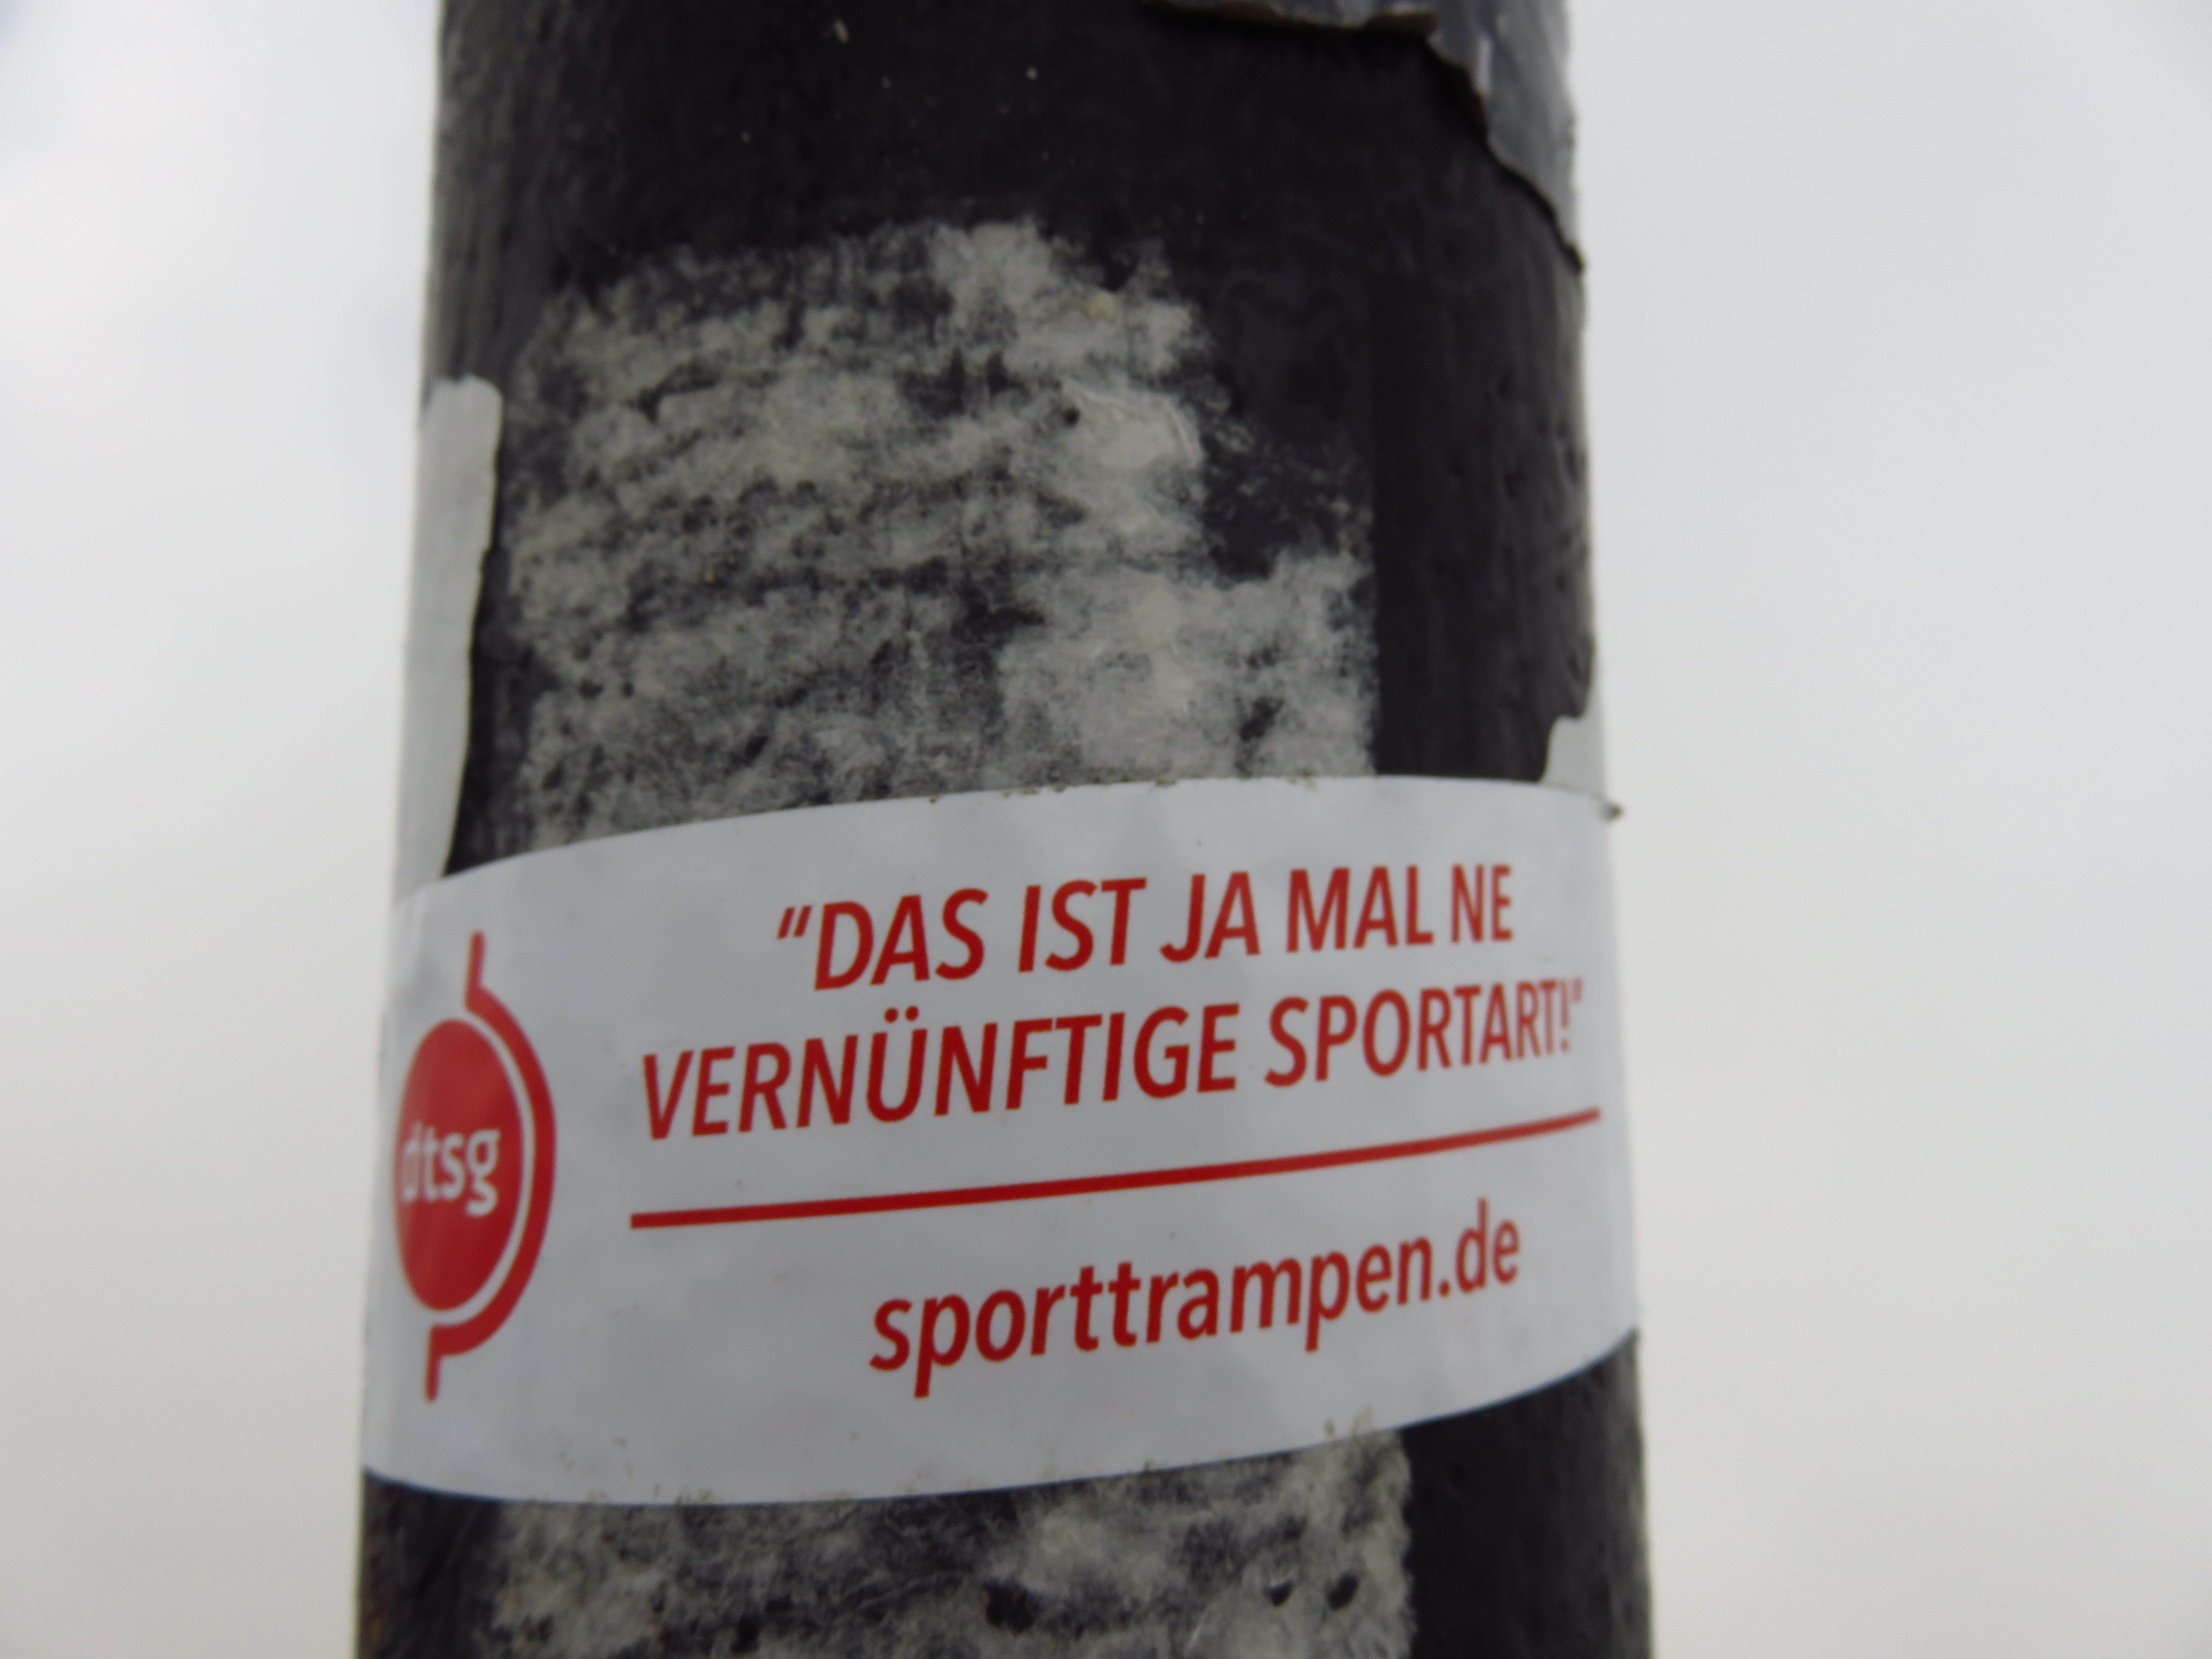 “DAS IST JA MAL NE
VERNÜNFTIGE SPORTART!”
dtsg
sporttrampen.de